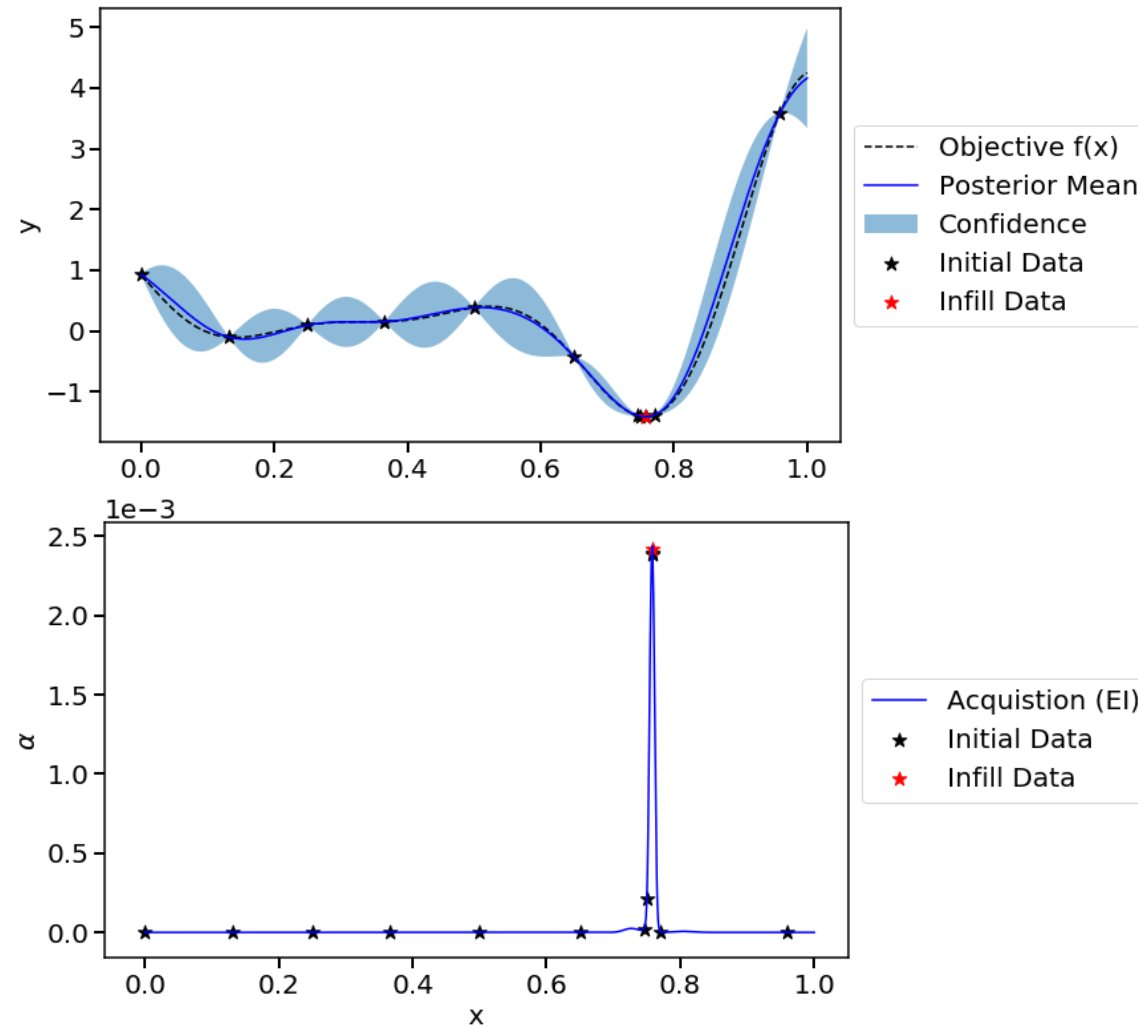 5
4
3
2
1
0
−1
y
0.0 0.2 0.4 0.6 0.8 1.0
Objective f(x)
Posterior Mean
Confidence
Initial Data
Infill Data
1e−3
2.5
2.0
1.5
1.0
0.5
0.0
α
0.0 0.2 0.4 0.6 0.8 1.0
x
Acquistion (EI)
Initial Data
Infill Data